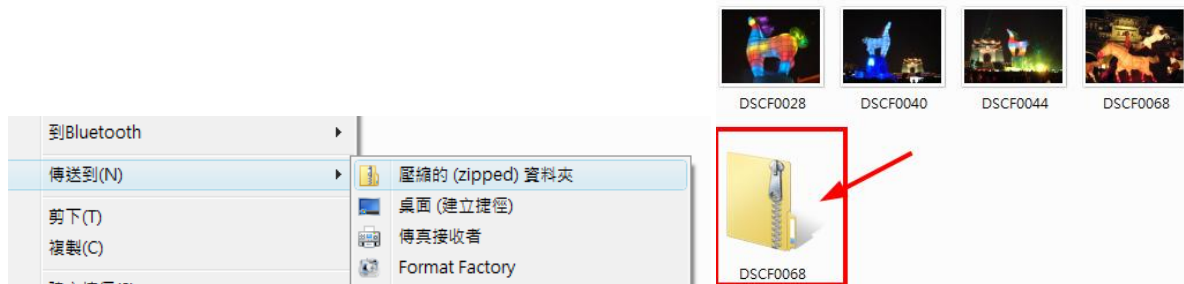 DSCF0028
DSCF0040
DSCF0044
DSCF0068
到Bluetooth
傳送到(N)
剪下(T)
複製(C)
壓縮的 (zipped) 資料夾
桌面 (建立捷徑)
傳真接收者
Format Factory
DSCF0068